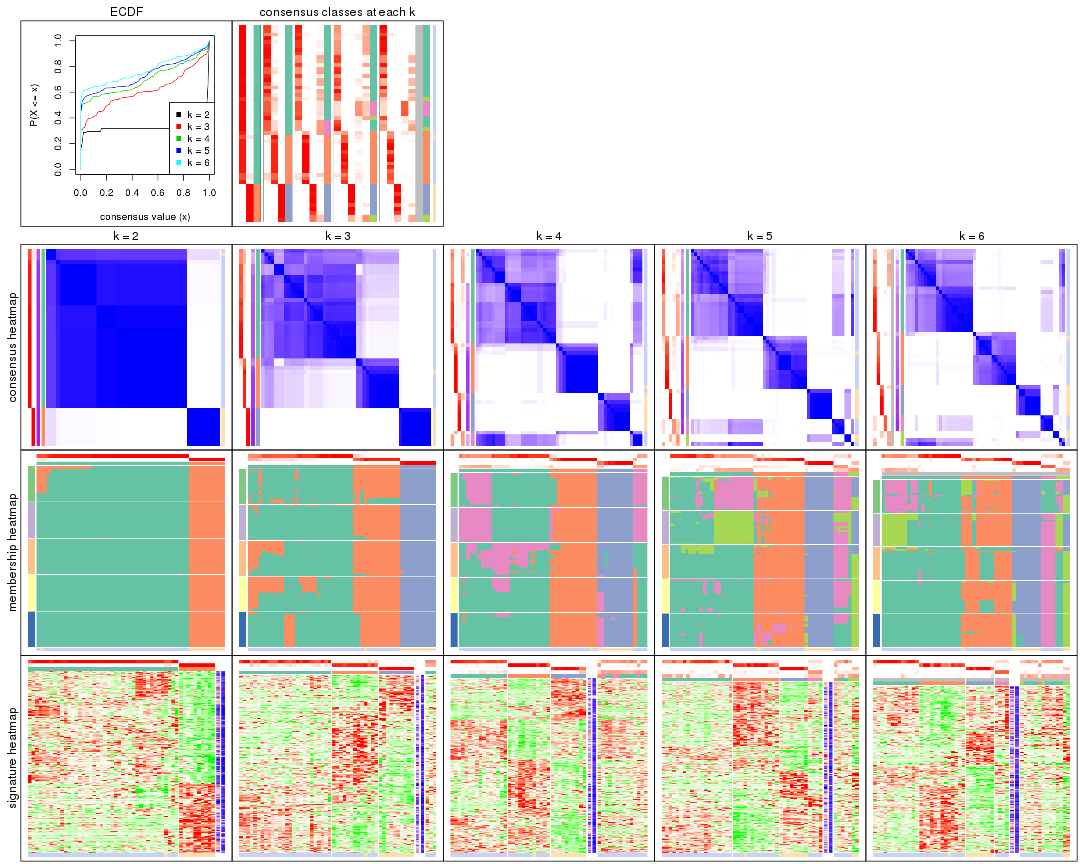 ECDF
consensus classes at each k
P(X <= x)
0.0
0.2
0.4
0.6
0.8
1.0
k = 2
k = 3
k = 4
k = 5
k = 6
0.0 0.2 0.4 0.6 0.8 1.0
consensus value (x)
k = 2
k = 3
k = 4
k = 5
k = 6
consensus heatmap
membership heatmap
signature heatmap